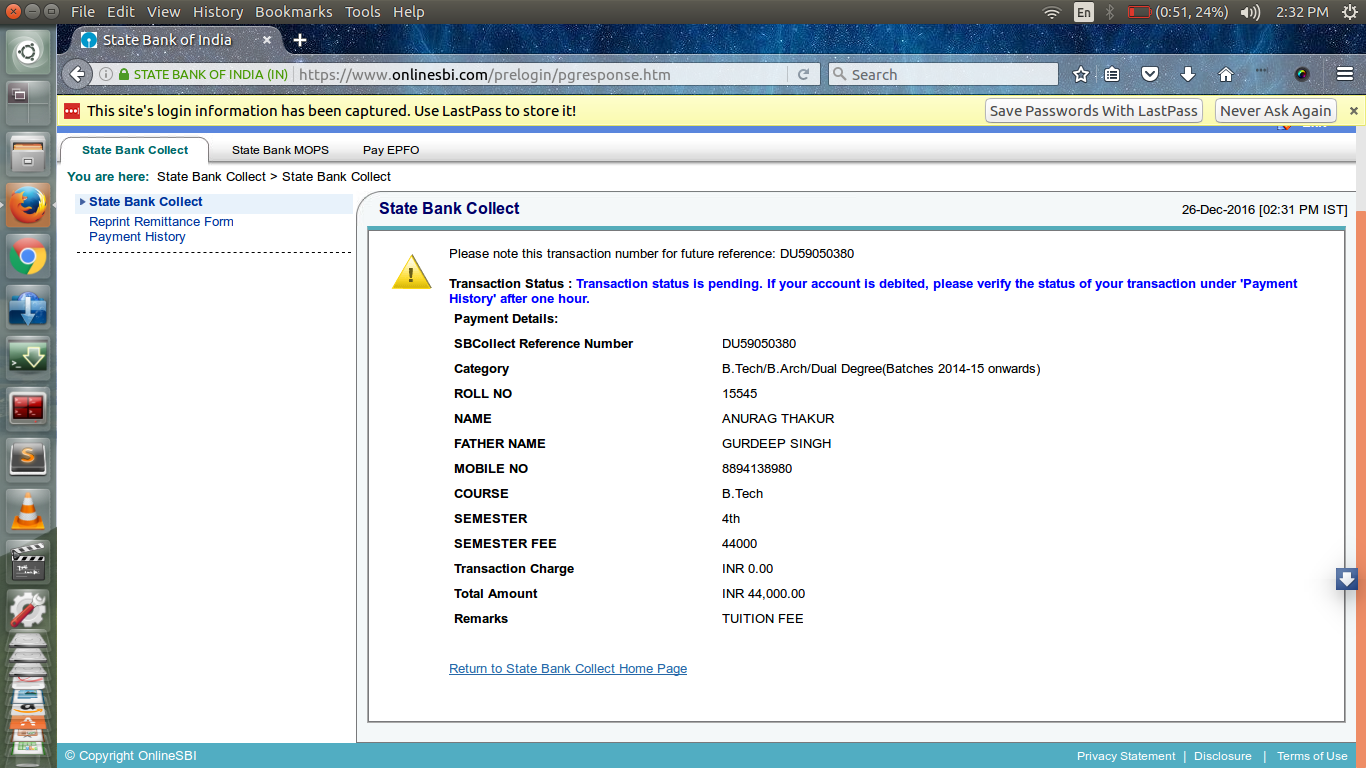 File Edit View History Bookmarks Tools Help
En (0:51, 24%) 2:32 PM
State Bank of India
STATE BANK OF INDIA (IN) https://www.onlinesbi.com/prelogin/pgresponse.htm Search
This site's login information has been captured. Use LastPass to store it! Save Passwords With LastPass Never Ask Again
State Bank Collect State Bank MOPS Pay EPFO
You are here: State Bank Collect > State Bank Collect
State Bank Collect
Reprint Remittance Form
Payment History
State Bank Collect 26-Dec-2016 [02:31 PM IST]
Please note this transaction number for future reference: DU59050380
Transaction Status : Transaction status is pending. If your account is debited, please verify the status of your transaction under 'Payment
History' after one hour.
Payment Details:
SBCollect Reference Number DU59050380
Category B.Tech/B.Arch/Dual Degree(Batches 2014-15 onwards)
ROLL NO 15545
NAME ANURAG THAKUR
FATHER NAME GURDEEP SINGH
MOBILE NO 8894138980
COURSE B.Tech
SEMESTER 4th
SEMESTER FEE 44000
Transaction Charge INR 0.00
Total Amount INR 44,000.00
Remarks TUITION FEE
Return to State Bank Collect Home Page
© Copyright OnlineSBI Privacy Statement | Disclosure | Terms of Use